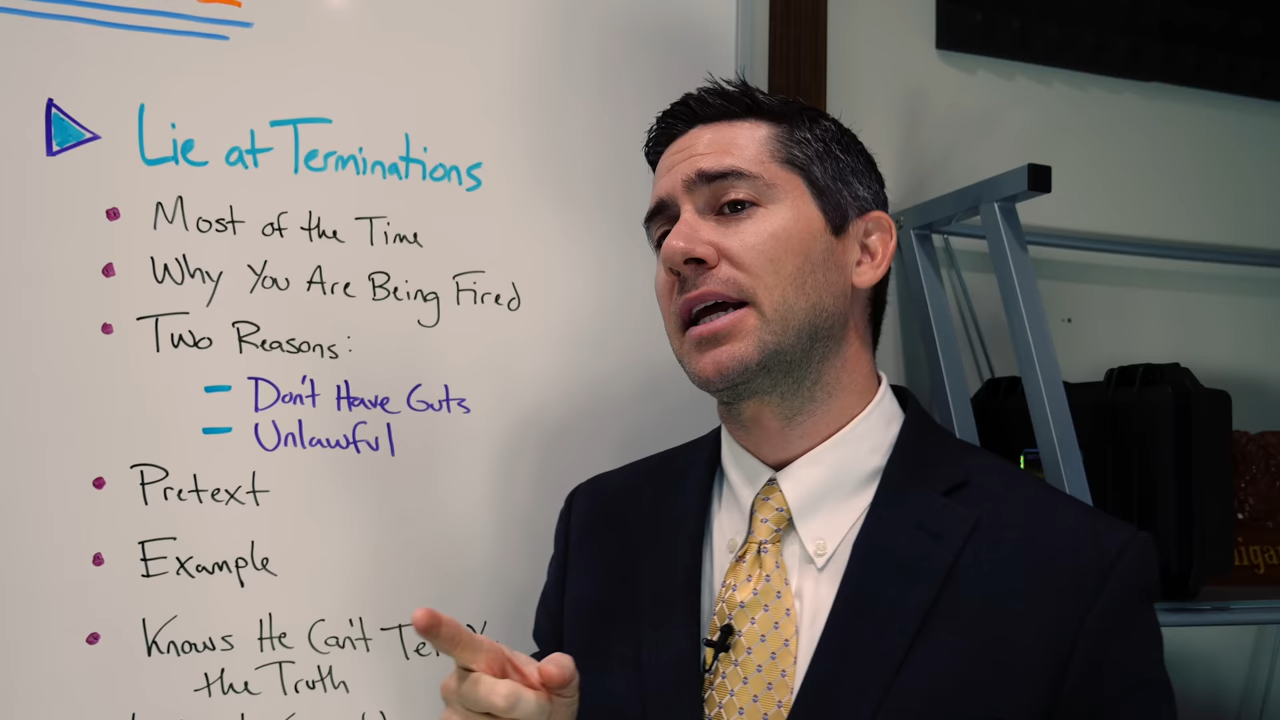 Lie at Terminations
Most of the Time
Why You Are Being Fired
Two Reasons:
- Don't Have Guts
- Unlawful
Pretext
Example
Knows He Can't
the Truth